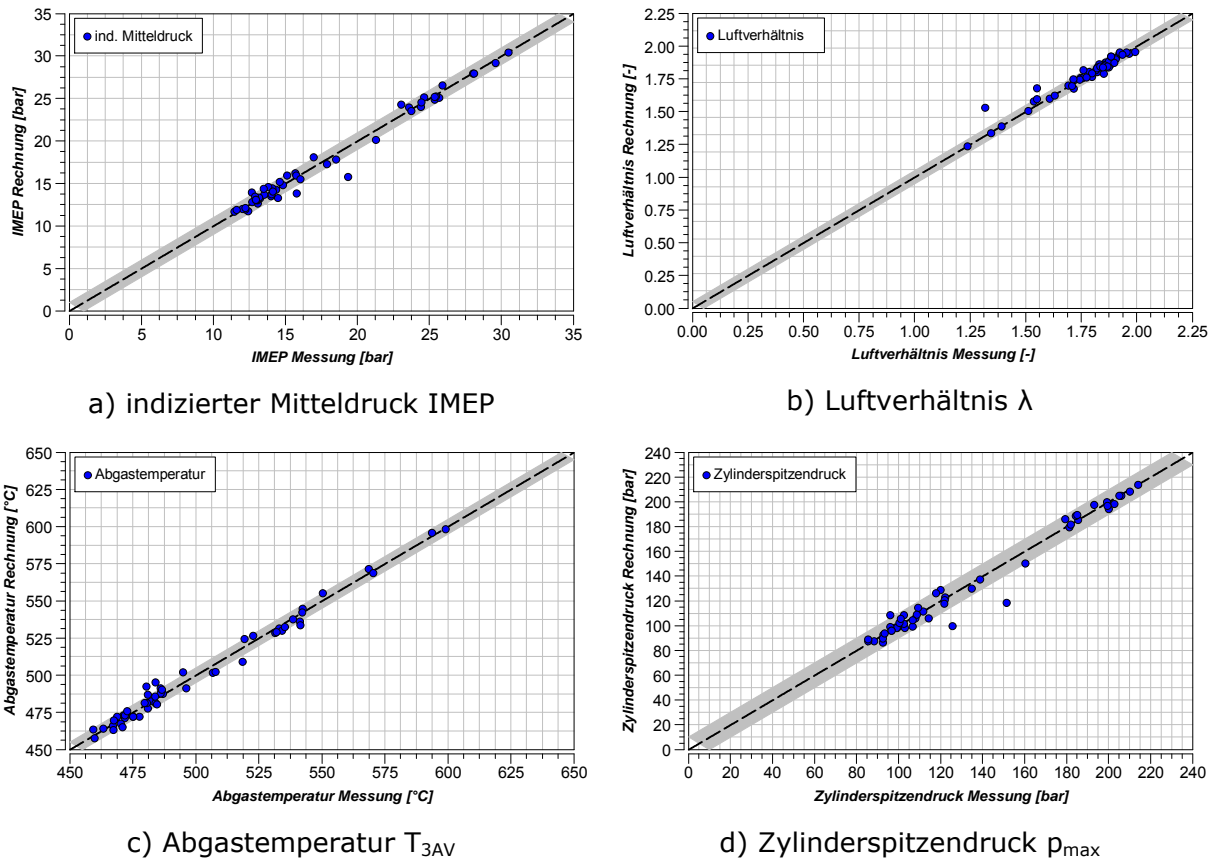 ind. Mitteldruck
IMEP Rechnung [bar]
35
30
25
20
15
10
5
0
0 5 10 15 20 25 30 35
IMEP Messung [bar]
a) indizierter Mitteldruck IMEP
Luftverhältnis
Luftverhältnis Rechnung [-]
2.25
2.00
1.75
1.50
1.25
1.00
0.75
0.50
0.25
0.00
0.00 0.25 0.50 0.75 1.00 1.25 1.50 1.75 2.00 2.25
Luftverhältnis Messung [-]
b) Luftverhältnis λ
Abgastemperatur
Abgastemperatur Rechnung [°C]
650
625
600
575
550
525
500
475
450
450 475 500 525 550 575 600 625 650
Abgastemperatur Messung [°C]
c) Abgastemperatur T3AV
Zylinderspitzendruck
Zylinderspitzendruck Rechnung [bar]
240
220
200
180
160
140
120
100
80
60
40
20
0
0 20 40 60 80 100 120 140 160 180 200 220 240
Zylinderspitzendruck Messung [bar]
d) Zylinderspitzendruck pmax